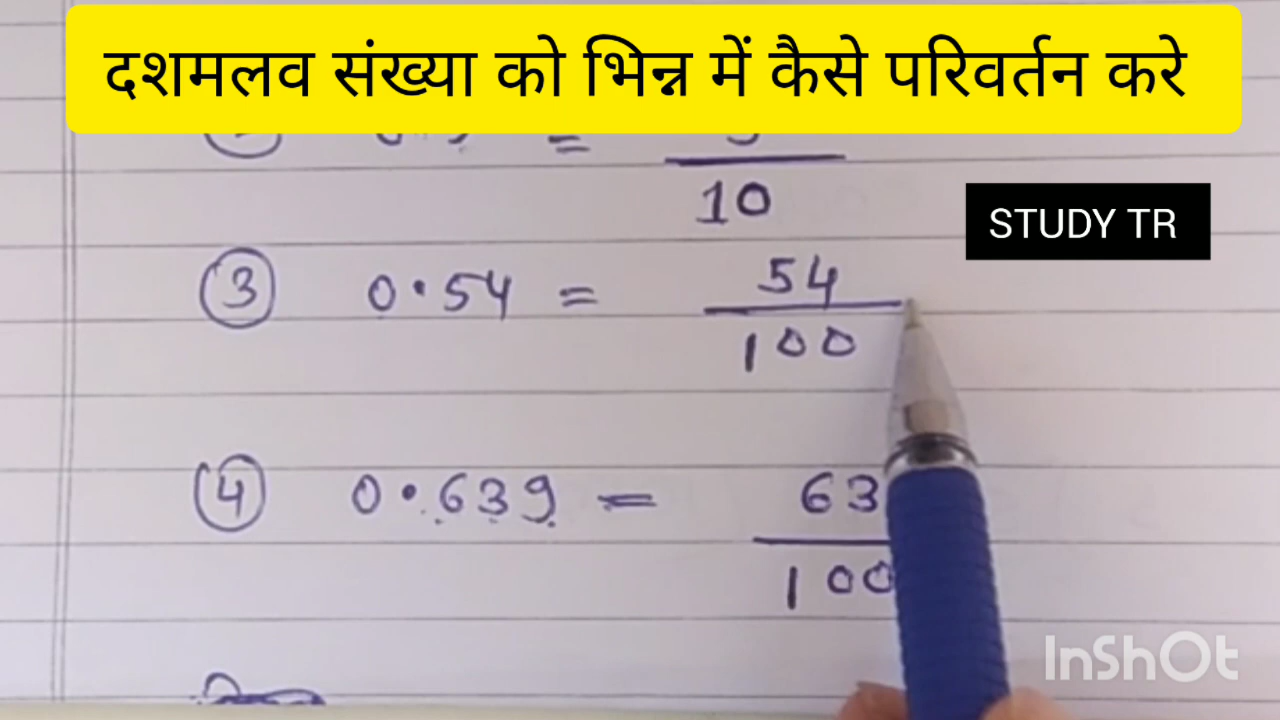 दशमलव संख्या को भिन्न में कैसे परिवर्तन करे
10
STUDY TR
③ 0.54 = 54
100
④ 0.639 = 63
100
InShOt